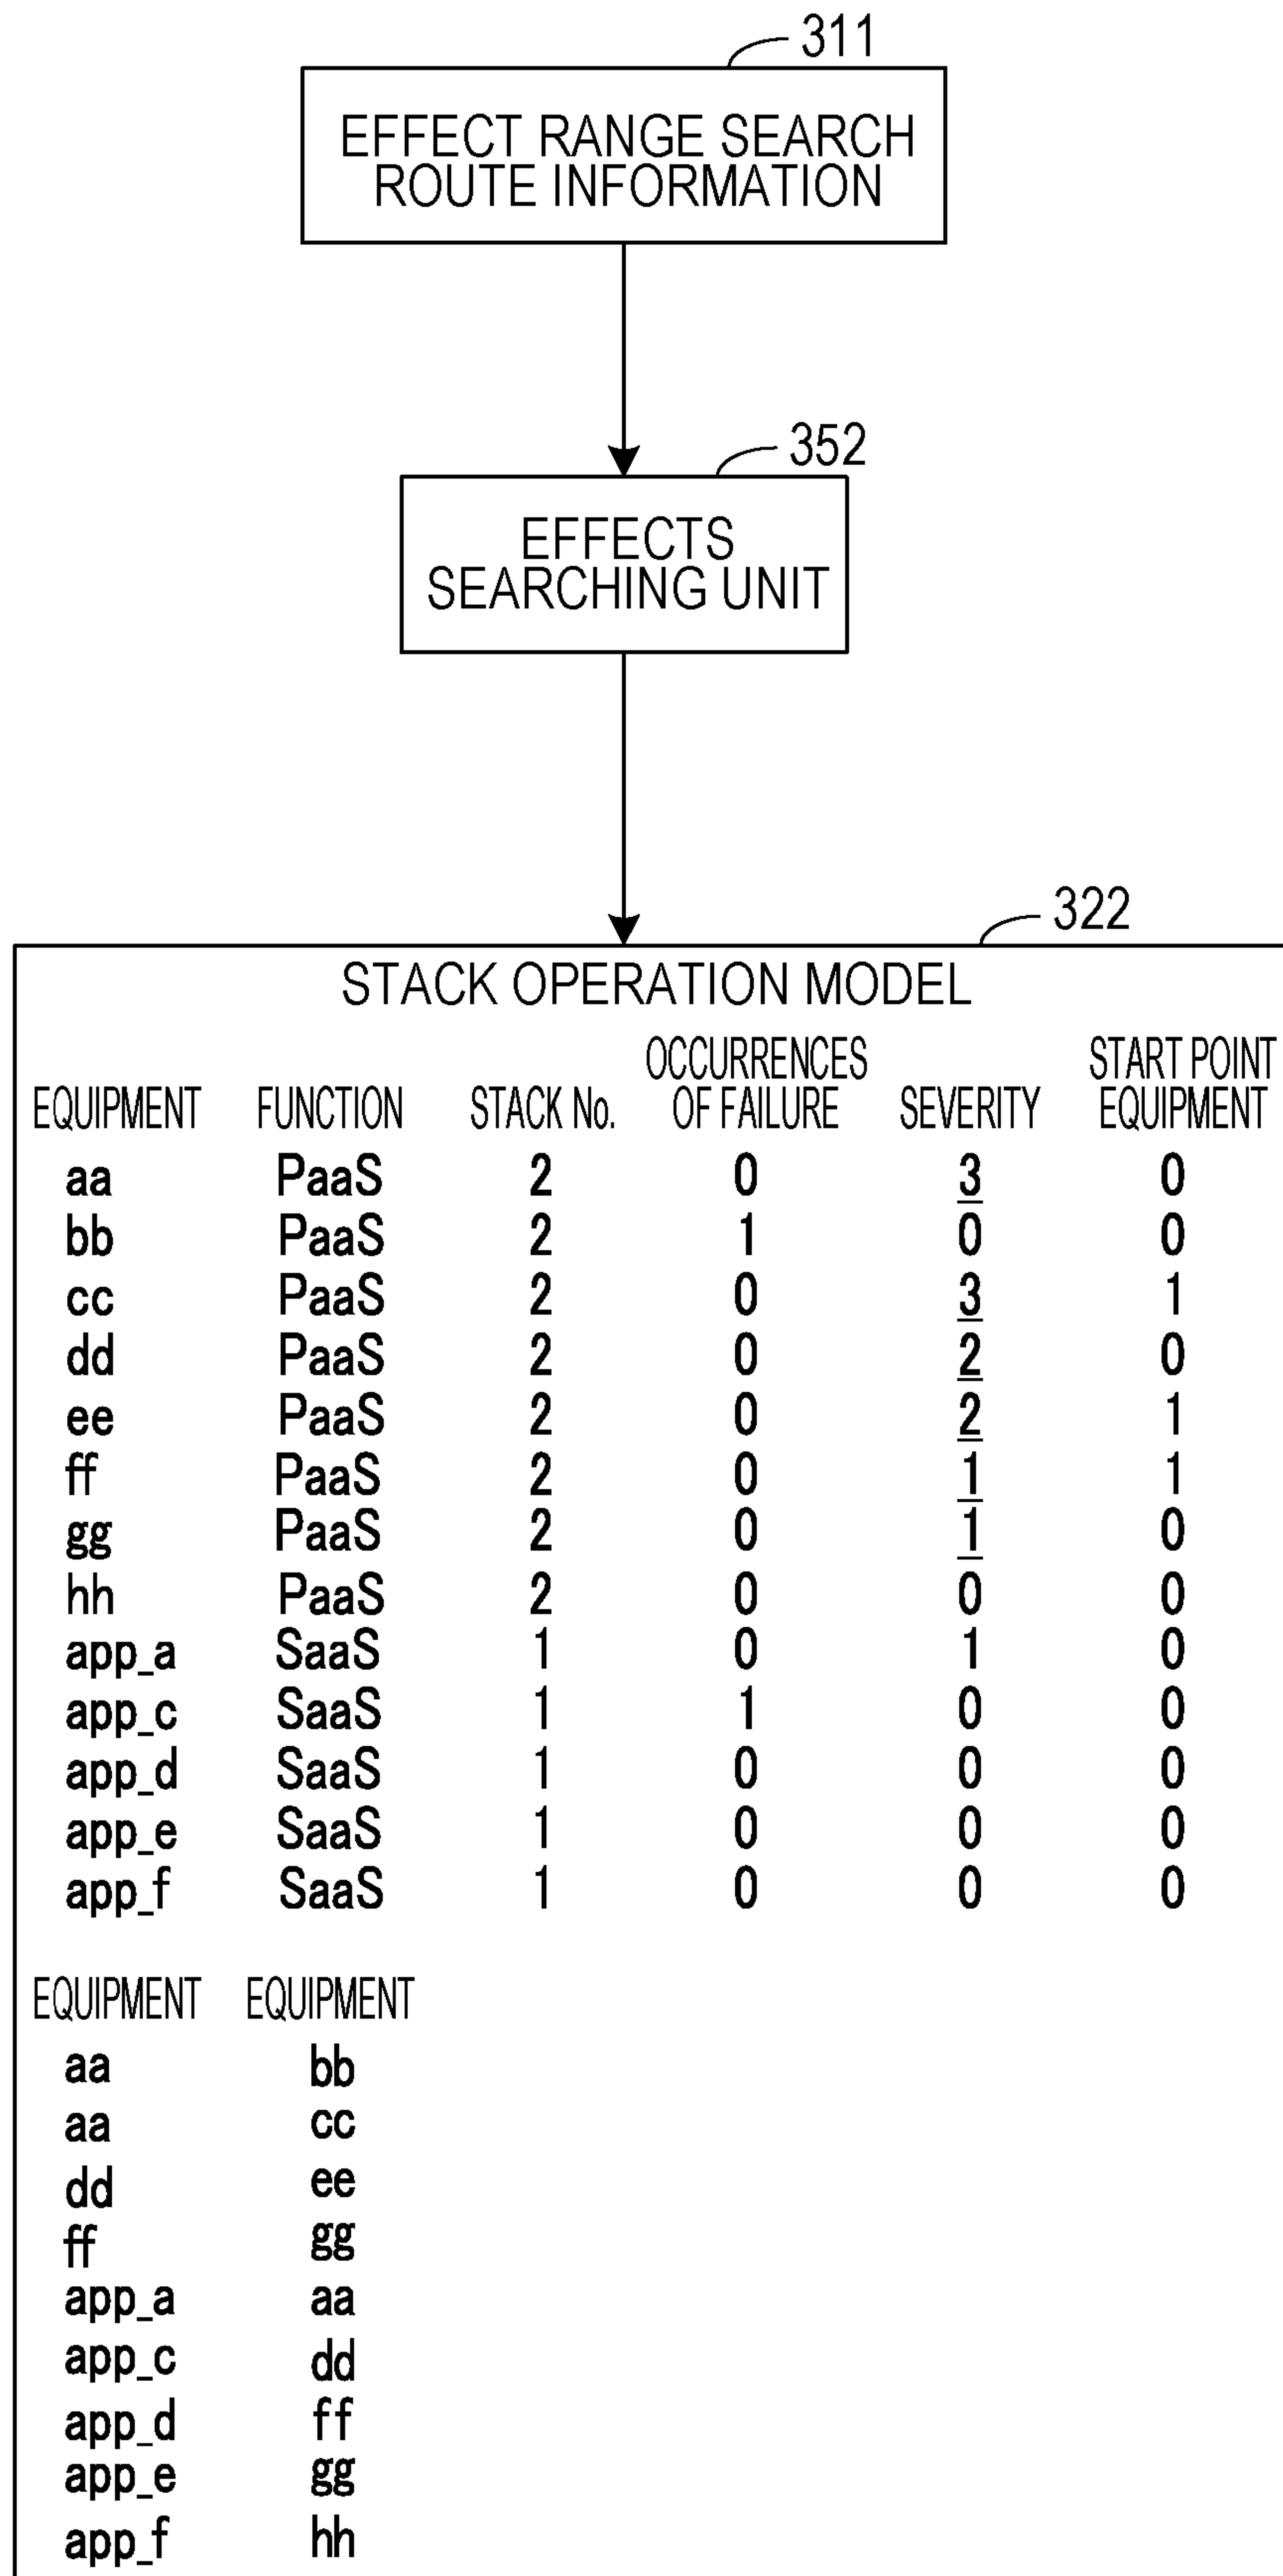 311
EFFECT RANGE SEARCH
ROUTE INFORMATION
352
EFFECTS
SEARCHING UNIT
322
STACK OPERATION MODEL
EQUIPMENT FUNCTION STACK No. OCCURRENCES OF FAILURE SEVERITY START POINT EQUIPMENT
aa PaaS 2 0 3 0
bb PaaS 2 1 0 0
cc PaaS 2 0 3 1
dd PaaS 2 0 2 0
ee PaaS 2 0 2 1
ff PaaS 2 0 1 1
gg PaaS 2 0 1 0
hh PaaS 2 0 0 0
app_a SaaS 1 0 1 0
app_c SaaS 1 1 0 0
app_d SaaS 1 0 0 0
app_e SaaS 1 0 0 0
app_f SaaS 1 0 0 0
EQUIPMENT EQUIPMENT
aa bb
aa cc
dd ee
ff gg
app_a aa
app_c dd
app_d ff
app_e gg
app_f hh